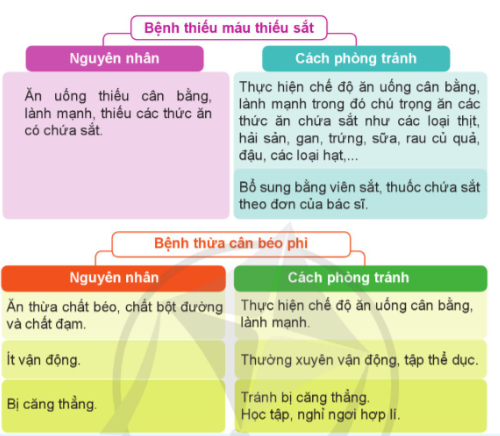 Bệnh thiếu máu thiếu sắt
Nguyên nhân
Ăn uống thiếu cân bằng,
lành mạnh, thiếu các thức ăn
có chứa sắt.
Cách phòng tránh
Thực hiện chế độ ăn uống cân bằng,
lành mạnh trong đó chú trọng ăn các
thức ăn chứa sắt như các loại thịt,
hải sản, gan, trứng, sữa, rau củ quả,
đậu, các loại hạt,...
Bổ sung bằng viên sắt, thuốc chứa sắt
theo đơn của bác sĩ.
Bệnh thừa cân béo phì
Nguyên nhân
Cách phòng tránh
Ăn thừa chất béo, chất bột đường
và chất đạm.
Thực hiện chế độ ăn uống cân bằng,
lành mạnh.
Ít vận động.
Thường xuyên vận động, tập thể dục.
Bị căng thẳng.
Tránh bị căng thẳng.
Học tập, nghỉ ngơi hợp lí.